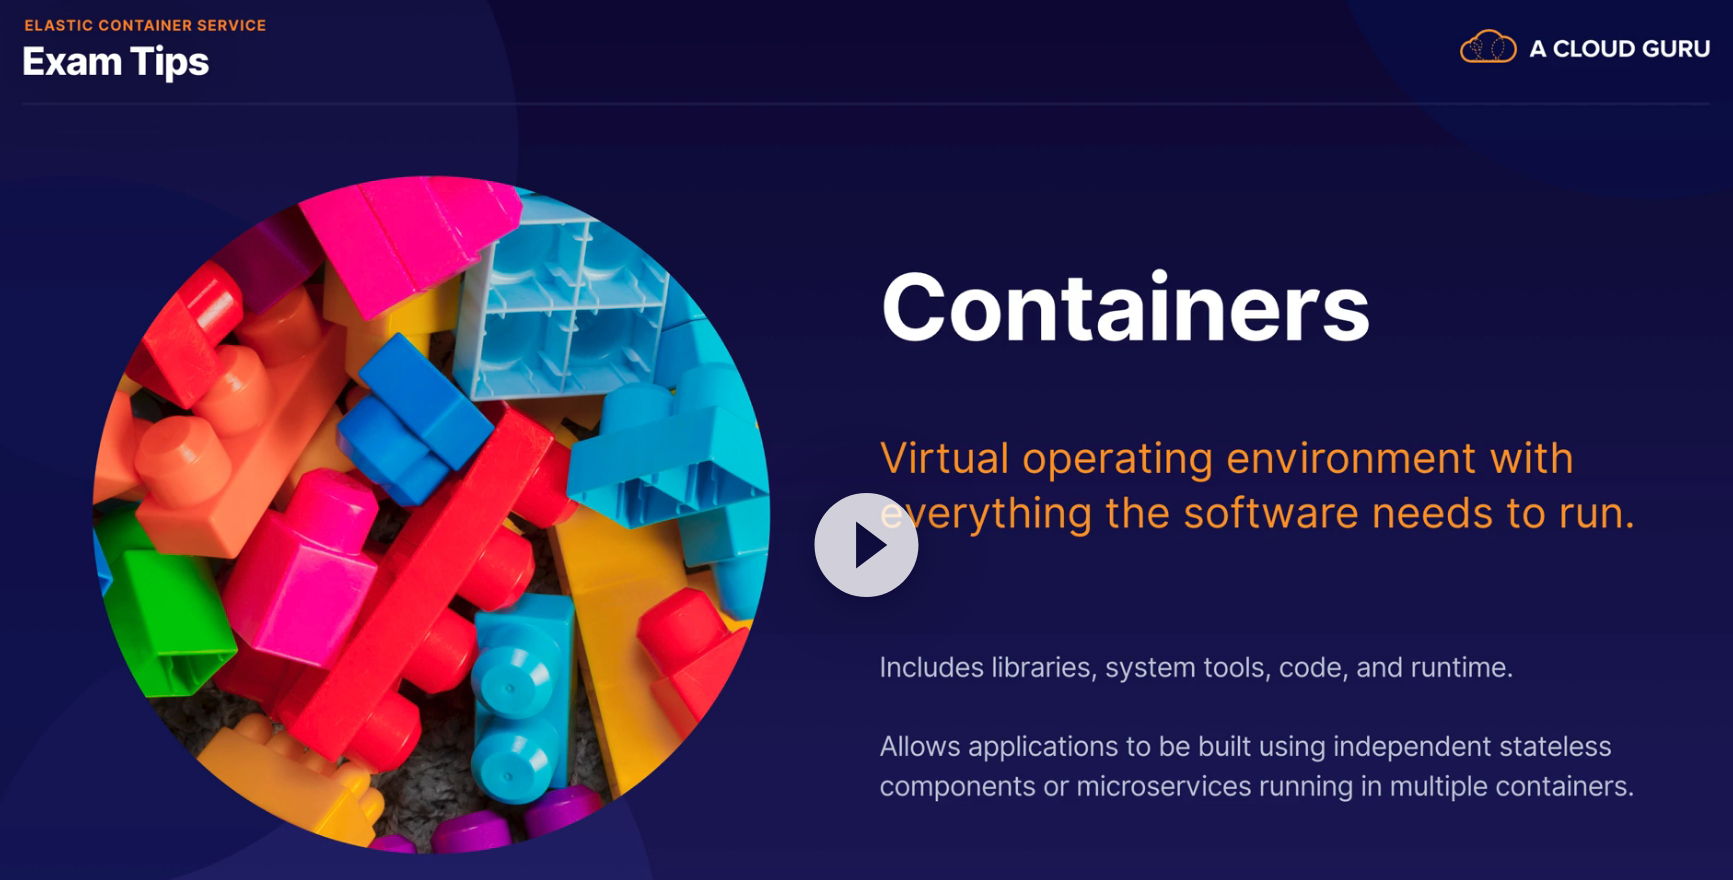 ELASTIC CONTAINER SERVICE
Exam Tips
A CLOUD GURU
Containers
Virtual operating environment with
everything the software needs to run.
Includes libraries, system tools, code, and runtime.
Allows applications to be built using independent stateless
components or microservices running in multiple containers.